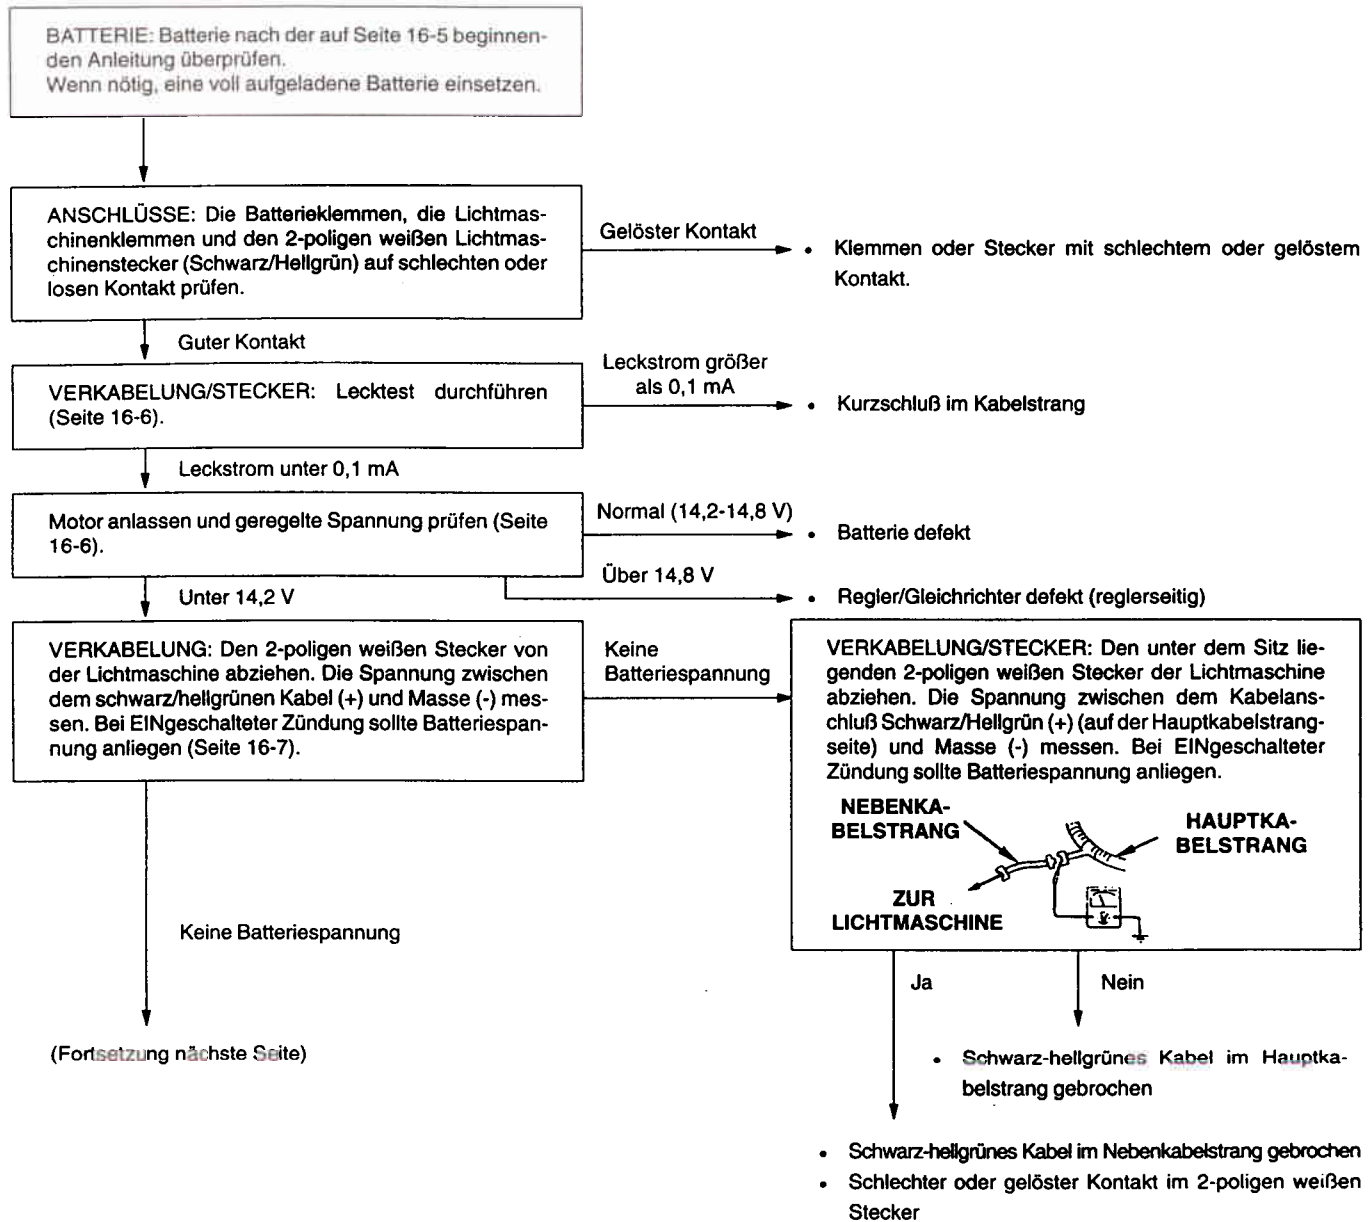 BATTERIE: Batterie nach der auf Seite 16-5 beginnen-
den Anleitung überprüfen.
Wenn nötig, eine voll aufgeladene Batterie einsetzen.
ANSCHLÜSSE: Die Batterieklemmen, die Lichtmas-
chinenklemmen und den 2-poligen weißen Lichtmas-
chinenstecker (Schwarz/Hellgrün) auf schlechten oder
losen Kontakt prüfen.
Gelöster Kontakt
• Klemmen oder Stecker mit schlechtem oder gelöstem
Kontakt.
Guter Kontakt
VERKABELUNG/STECKER: Lecktest durchführen
(Seite 16-6).
Leckstrom größer
als 0,1 mA
• Kurzschluß im Kabelstrang
Leckstrom unter 0,1 mA
Motor anlassen und geregelte Spannung prüfen (Seite
16-6).
Normal (14,2-14,8 V)
• Batterie defekt
Über 14,8 V
• Regler/Gleichrichter defekt (reglerseitig)
Unter 14,2 V
VERKABELUNG: Den 2-poligen weißen Stecker von
der Lichtmaschine abziehen. Die Spannung zwischen
dem schwarz/hellgrünen Kabel (+) und Masse (-) mes-
sen. Bei EINgeschalteter Zündung sollte Batteriespan-
nung anliegen (Seite 16-7).
Keine
Batteriespannung
VERKABELUNG/STECKER: Den unter dem Sitz lie-
genden 2-poligen weißen Stecker der Lichtmaschine
abziehen. Die Spannung zwischen dem Kabelans-
chluß Schwarz/Hellgrün (+) (auf der Hauptkabelstrang-
seite) und Masse (-) messen. Bei EINgeschalteter
Zündung sollte Batteriespannung anliegen.
NEBENKA-
BELSTRANG
HAUPTKA-
BELSTRANG
ZUR
LICHTMASCHINE
Keine Batteriespannung
(Fortsetzung nächste Seite)
Ja
Nein
• Schwarz-hellgrünes Kabel im Hauptka-
belstrang gebrochen
• Schwarz-hellgrünes Kabel im Nebenkabelstrang gebrochen
• Schlechter oder gelöster Kontakt im 2-poligen weißen
Stecker